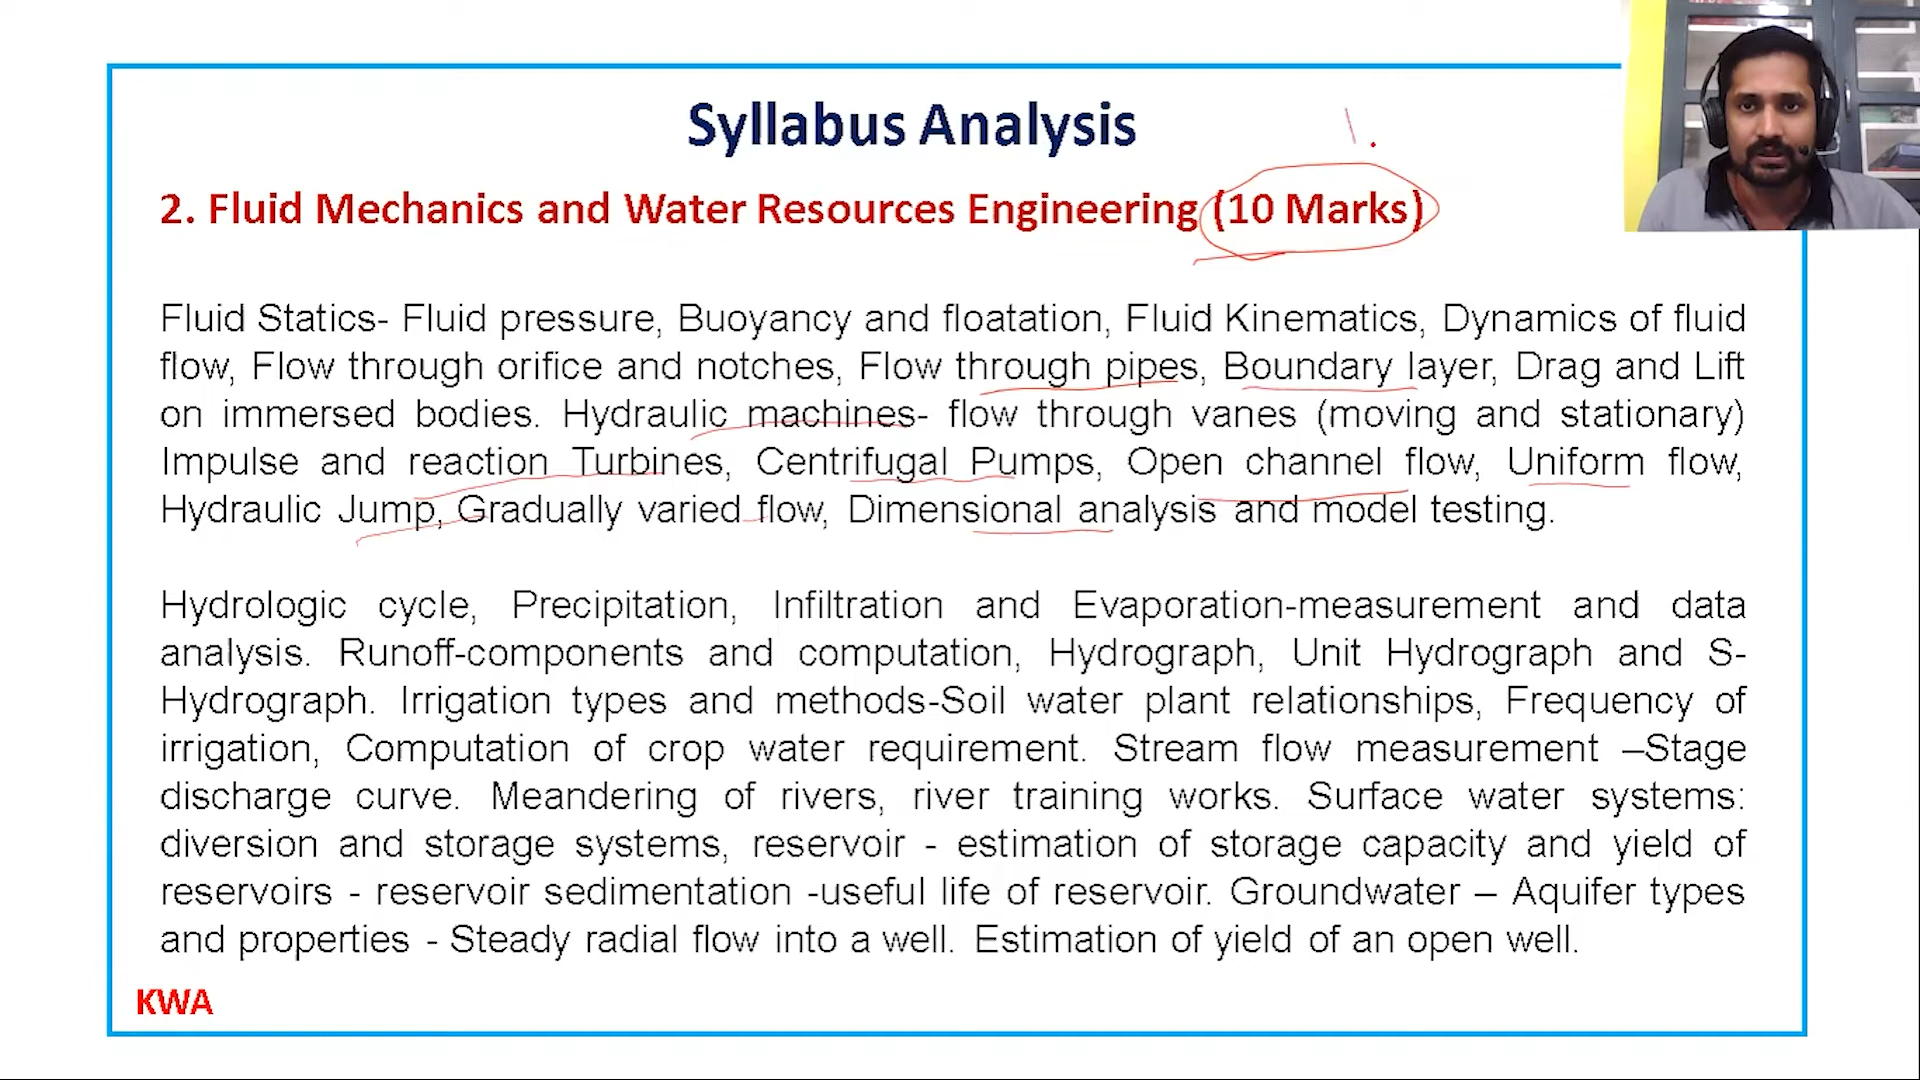 Syllabus Analysis
2. Fluid Mechanics and Water Resources Engineering (10 Marks)
Fluid Statics- Fluid pressure, Buoyancy and floatation, Fluid Kinematics, Dynamics of fluid
flow, Flow through orifice and notches, Flow through pipes, Boundary layer, Drag and Lift
on immersed bodies. Hydraulic machines- flow through vanes (moving and stationary)
Impulse and reaction Turbines, Centrifugal Pumps, Open channel flow, Uniform flow,
Hydraulic Jump, Gradually varied flow, Dimensional analysis and model testing.
Hydrologic cycle, Precipitation, Infiltration and Evaporation-measurement and data
analysis. Runoff-components and computation, Hydrograph, Unit Hydrograph and S-
Hydrograph. Irrigation types and methods-Soil water plant relationships, Frequency of
irrigation, Computation of crop water requirement. Stream flow measurement –Stage
discharge curve. Meandering of rivers, river training works. Surface water systems:
diversion and storage systems, reservoir - estimation of storage capacity and yield of
reservoirs - reservoir sedimentation -useful life of reservoir. Groundwater – Aquifer types
and properties - Steady radial flow into a well. Estimation of yield of an open well.
KWA